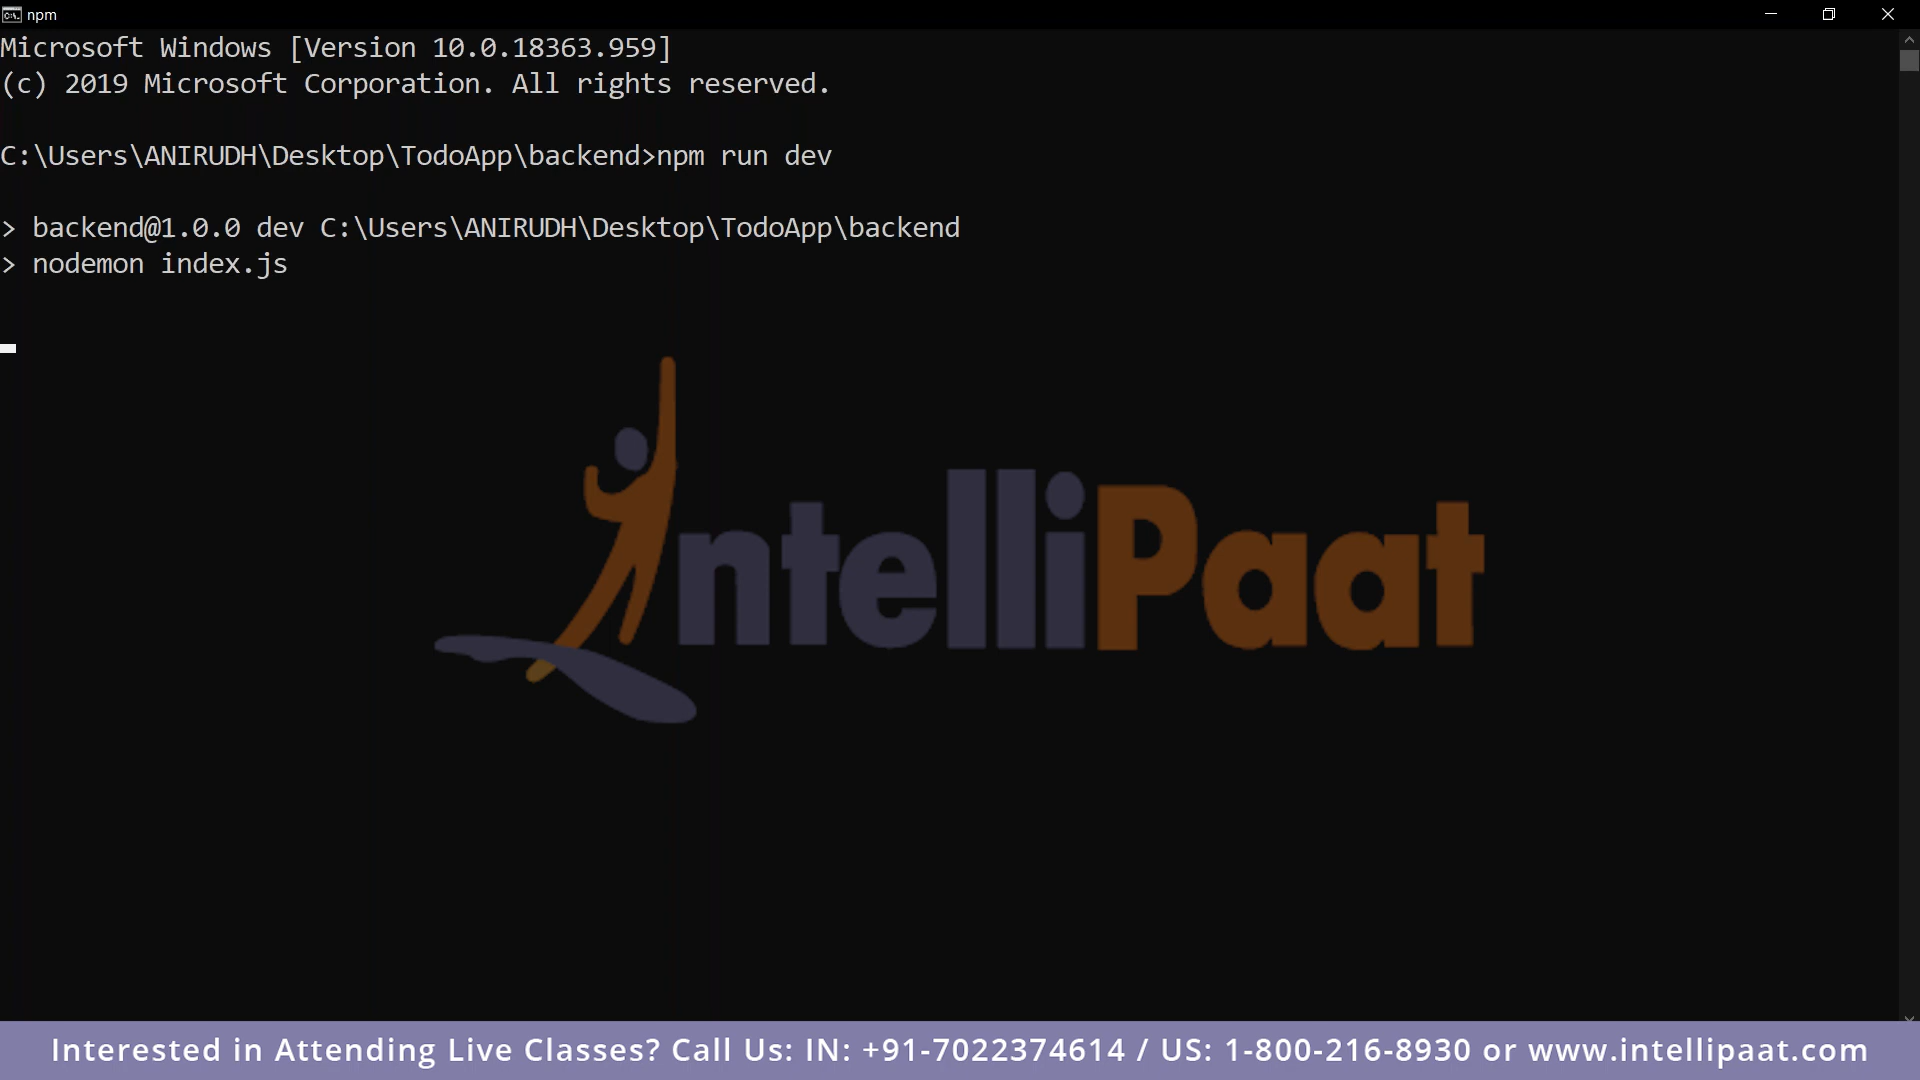 npm
Microsoft Windows [Version 10.0.18363.959]
(c) 2019 Microsoft Corporation. All rights reserved.
C:\Users\ANIRUDH\Desktop\TodoApp\backend>npm run dev
> backend@1.0.0 dev C:\Users\ANIRUDH\Desktop\TodoApp\backend
> nodemon index.js
IntelliPaat
Interested in Attending Live Classes? Call Us: IN: +91-7022374614 / US: 1-800-216-8930 or www.intellipaat.com